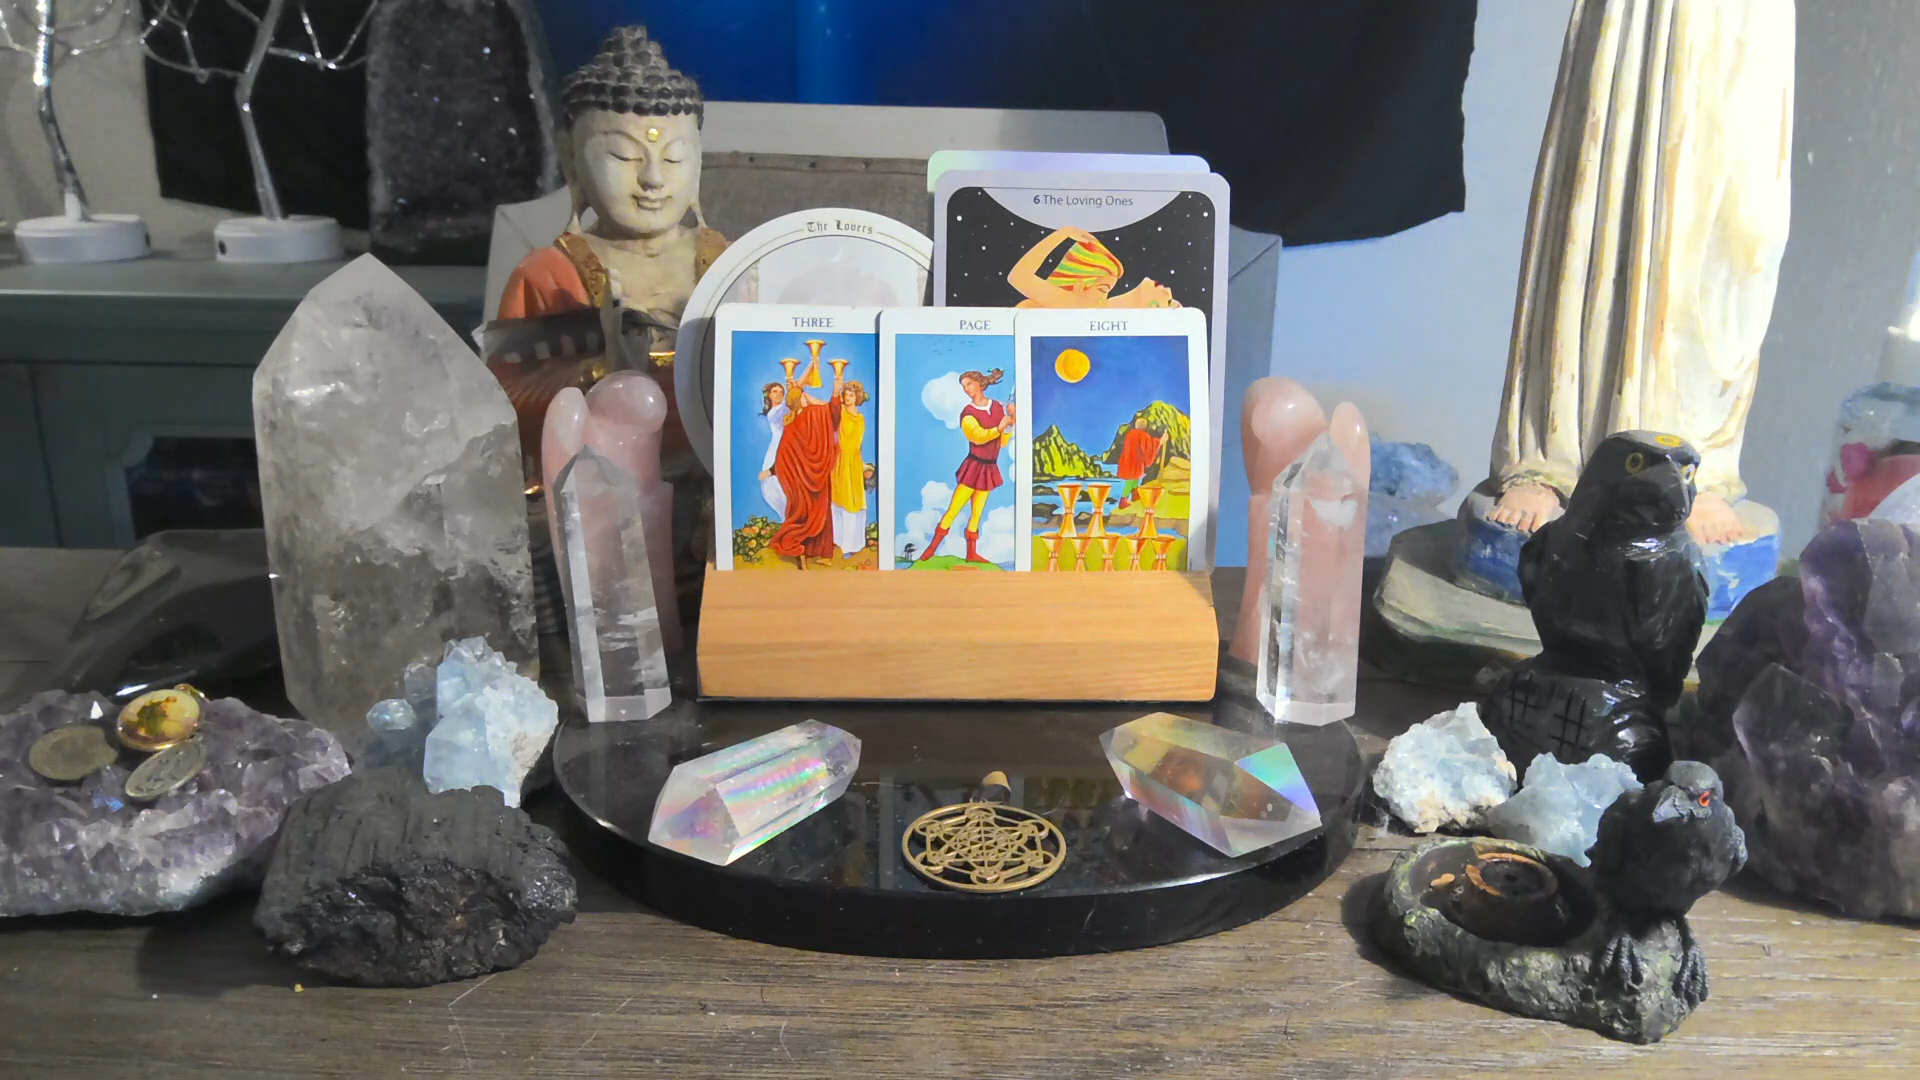 The Lovers
6 The Loving Ones
THREE
PAGE
EIGHT